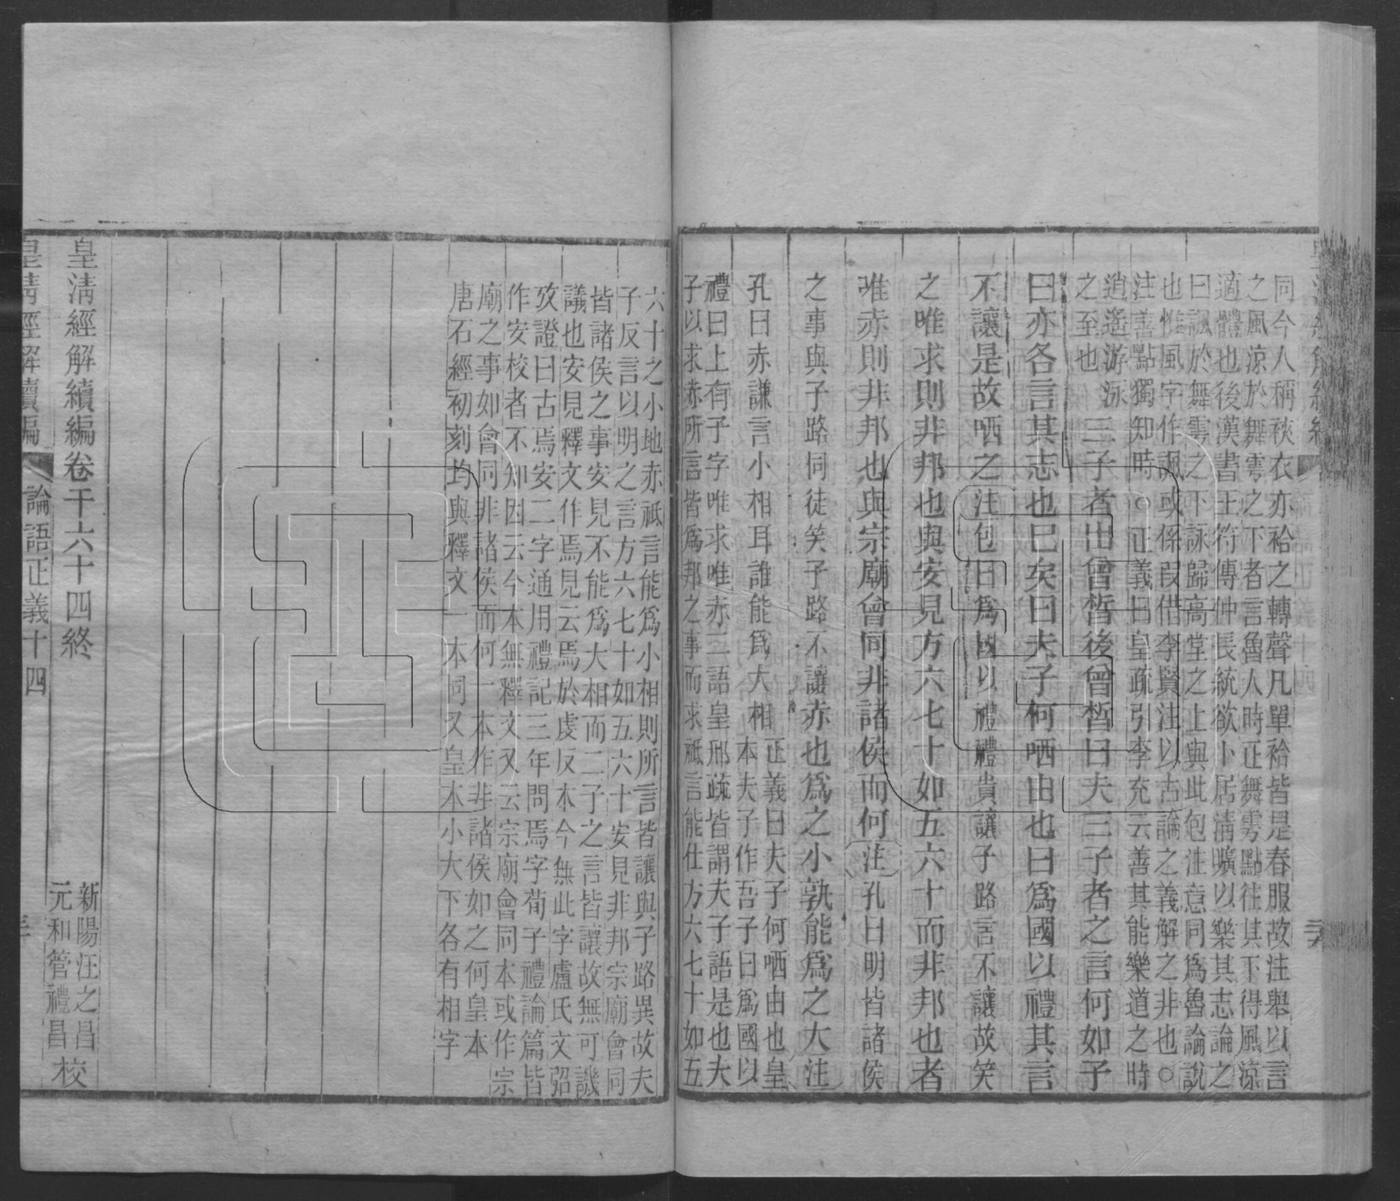 同今人稱秋衣亦袷之轉聲凡單袷皆是春服故注舉以言
之風涼於舞雩之下者言魯人時正舞雩點往其下得風涼
適體也後漢書王符傳仲長統欲卜居淸曠以樂其志論之
曰諷於舞雩之下詠歸高堂之上與此包注意同爲魯論說
也惟風字作諷或係叚借李賢注以古論之義解之非也○
注善點獨知時○正義曰皇疏引李充云善其能樂道之時
逍遙游泳
之至也
三子者出曾皙後曾皙曰夫三子者之言何如子
曰亦各言其志也已矣曰夫子何哂由也曰爲國以禮其言
不讓是故哂之注包曰爲國以禮禮貴讓子路言不讓故笑
之唯求則非邦也與安見方六七十如五六十而非邦也者
唯赤則非邦也與宗廟會同非諸侯而何注孔曰明皆諸侯
之事與子路同徒笑子路不讓赤也爲之小孰能爲之大注
孔曰赤謙言小相耳誰能爲大相
正義曰夫子何哂由也皇
本夫子作吾子曰爲國以
禮曰上有子字唯求唯赤二語皇邢疏皆謂夫子語是也夫
子以求赤所言皆爲邦之事而求祗言能仕方六七十如五
六十之小地赤祗言能爲小相則所言皆讓與子路異故夫
子反言以明之言方六七十如五六十安見非邦宗廟會同
皆諸侯之事安見不能爲大相而二子之言皆讓故無可譏
議也安見釋文作焉見云焉於虔反本今無此字盧氏文弨
攷證曰古焉安二字通用禮記三年問焉字荀子禮論篇皆
作安校者不知因云今本無釋文又云宗廟會同本或作宗
廟之事如會同非諸侯而何一本作非諸侯如之何皇本
唐石經初刻均與釋文一本同又皇本小大下各有相字
皇淸經解續編卷千六十四終
新陽汪之昌
元和管禮昌
校
皇淸經解續編
論語正義十四